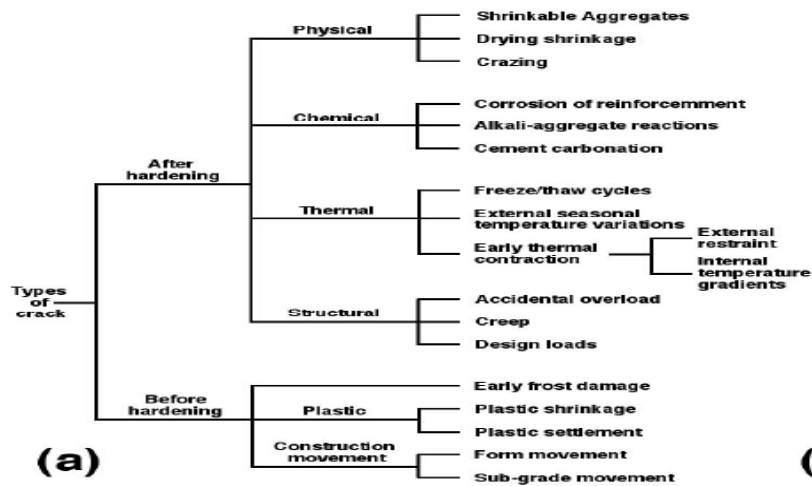 Physical
Shrinkable Aggregates
Drying shrinkage
Crazing
Chemical
Corrosion of reinforcemment
Alkali-aggregate reactions
Cement carbonation
After
hardening
Thermal
Freeze/thaw cycles
External seasonal
temperature variations
Early thermal
contraction
External
restraint
Internal
temperature
gradients
Types
of
crack
Structural
Accidental overload
Creep
Design loads
Before
hardening
Early frost damage
Plastic
Plastic shrinkage
Plastic settlement
Construction
movement
Form movement
Sub-grade movement
(a)
(